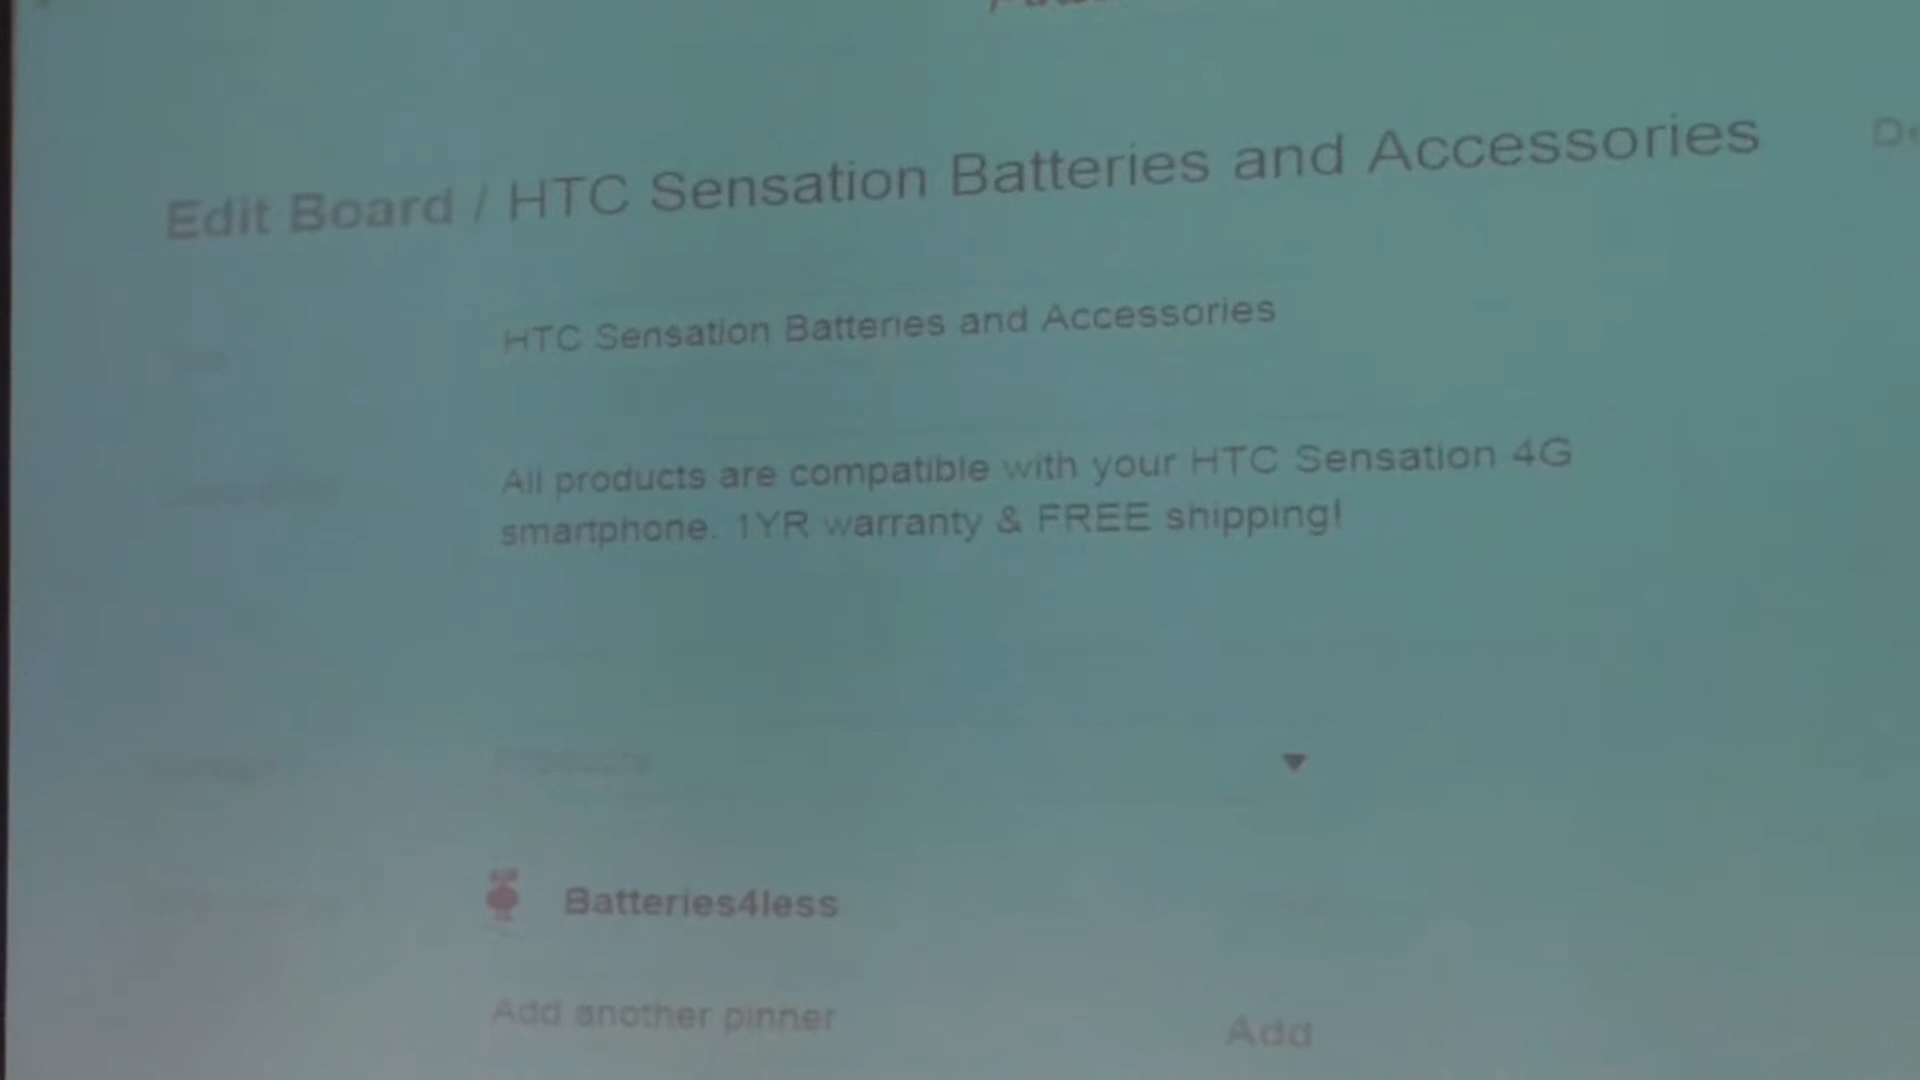 Edit Board / HTC Sensation Batteries and Accessories
HTC Sensation Batteries and Accessories
All products are compatible with your HTC Sensation 4G
smartphone. 1YR warranty & FREE shipping!
Products
Batteries4less
Add another pinner
Add